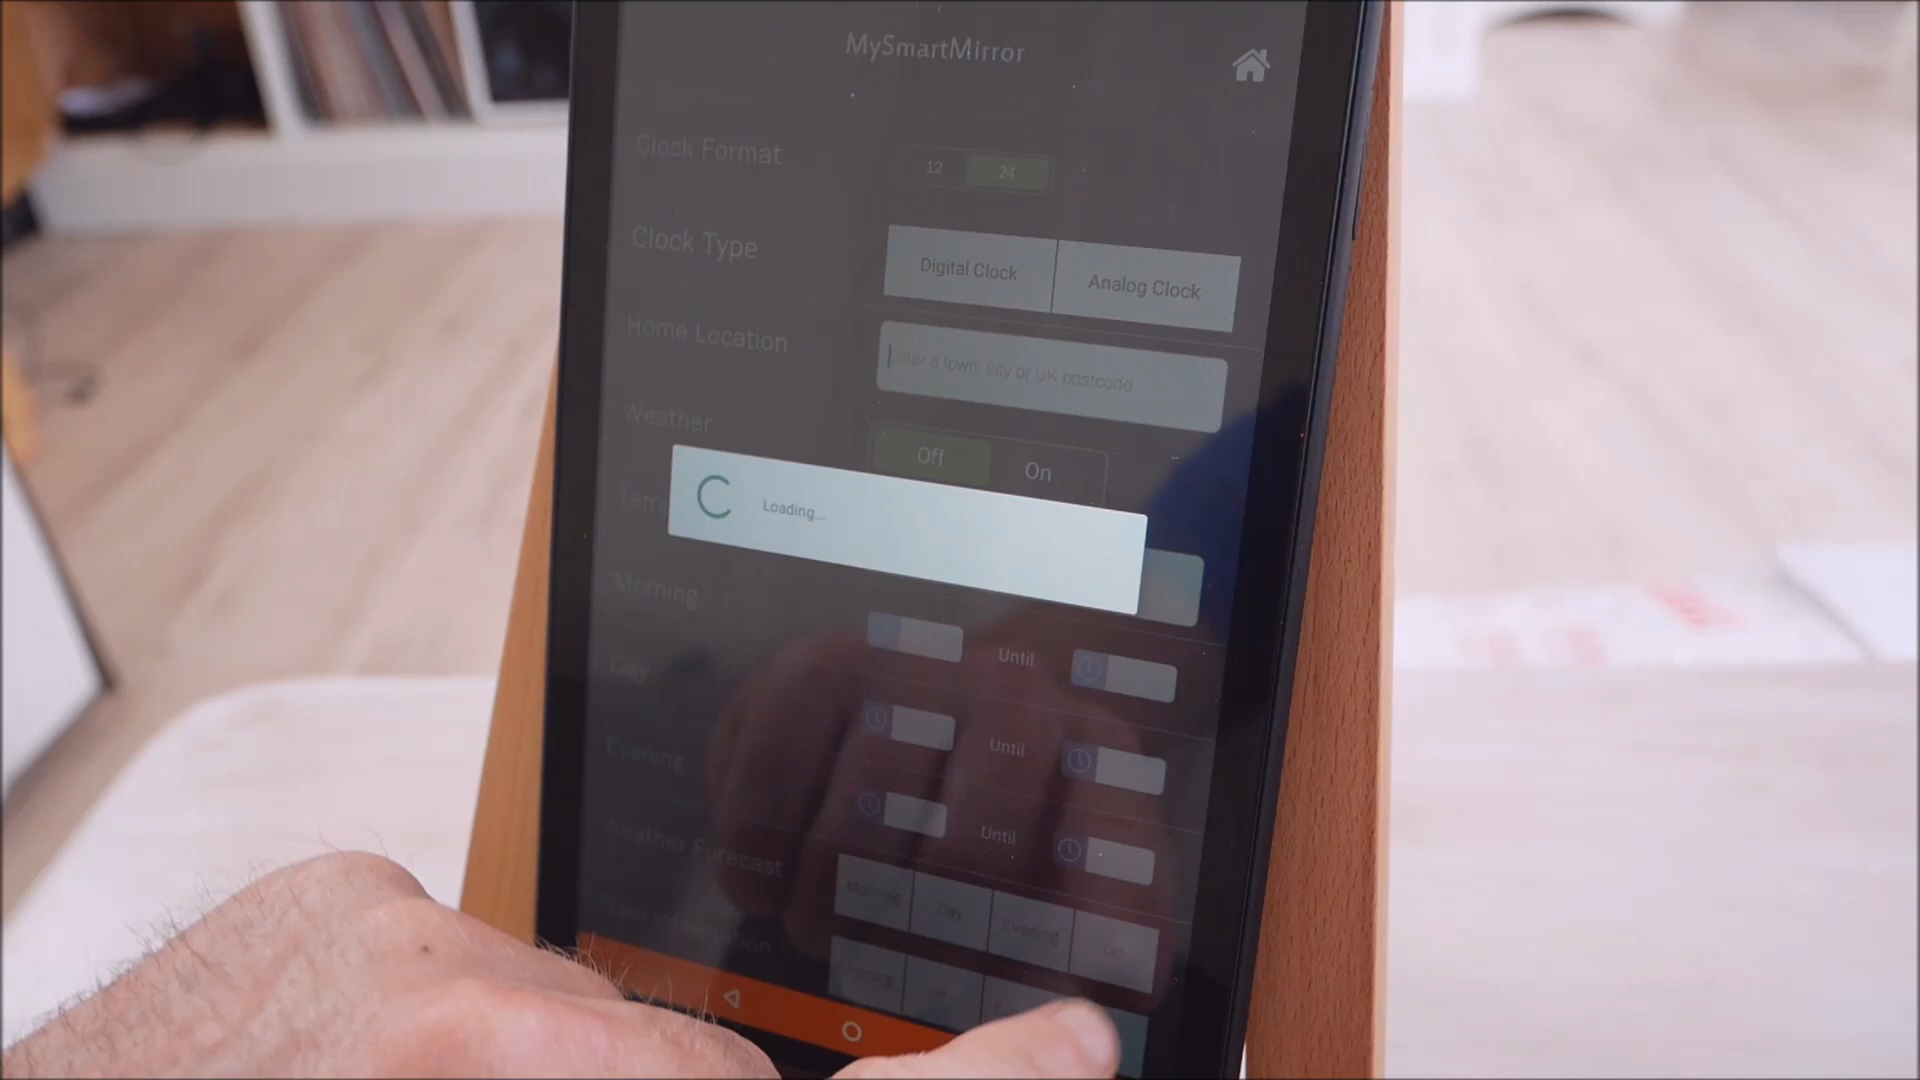 MySmartMirror
Clock Format
12 24
Clock Type
Digital Clock Analog Clock
Home Location
Enter a town, city or UK postcode
Weather
Off On
Loading...
Morning
Until
Day
Until
Evening
Until
Weather Forecast
Morning Day Evening Off